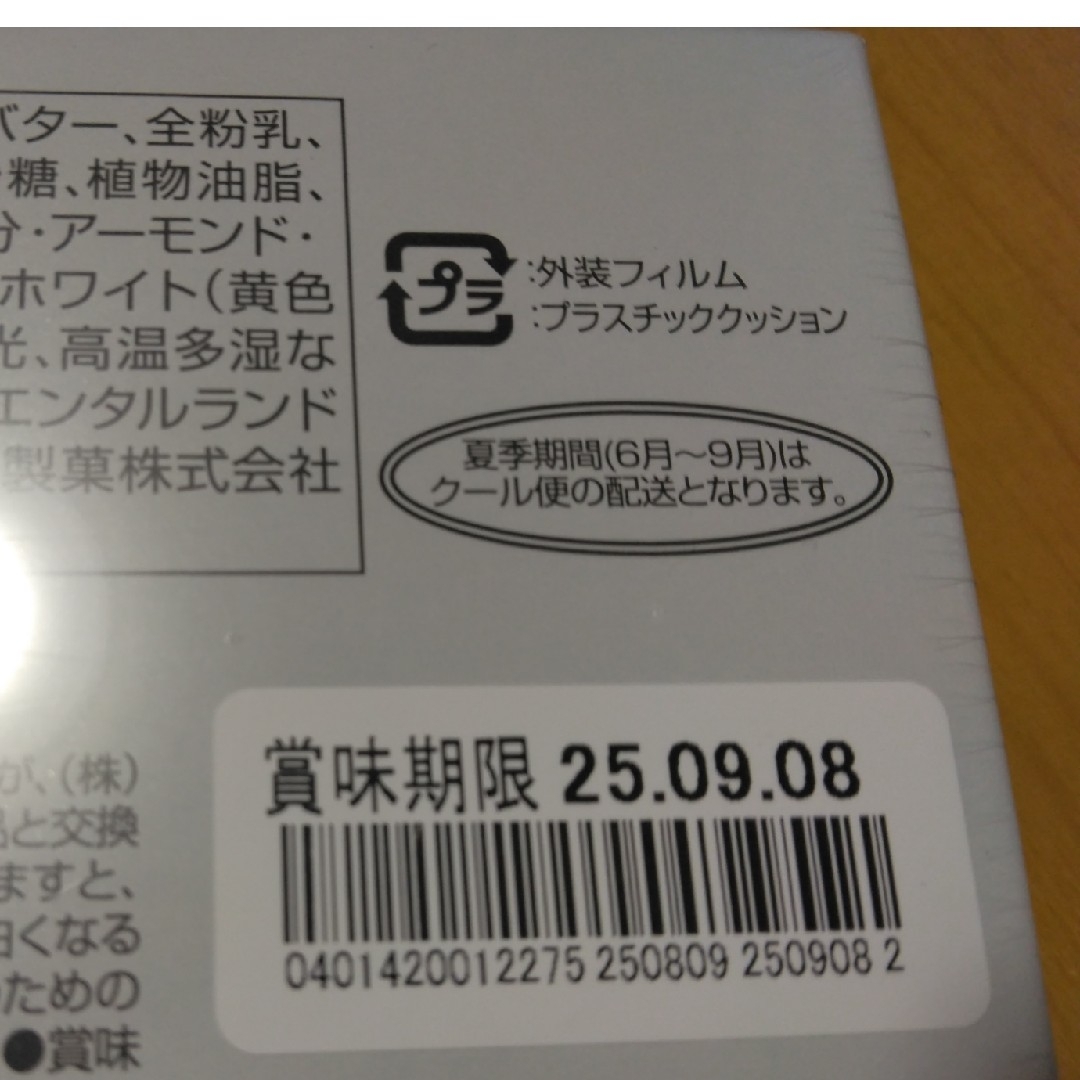 バター、全粉乳、
糖、植物油脂、
分・アーモンド・
ホワイト(黄色
光、高温多湿な
エンタルランド
製菓株式会社
プラ
:外装フィルム
:プラスチッククッション
夏季期間(6月〜9月)は
クール便の配送となります。
が、(株)
品と交換
ますと、
白くなる
ための
●賞味
賞味期限 25.09.08
0401420012275 250809 250908 2